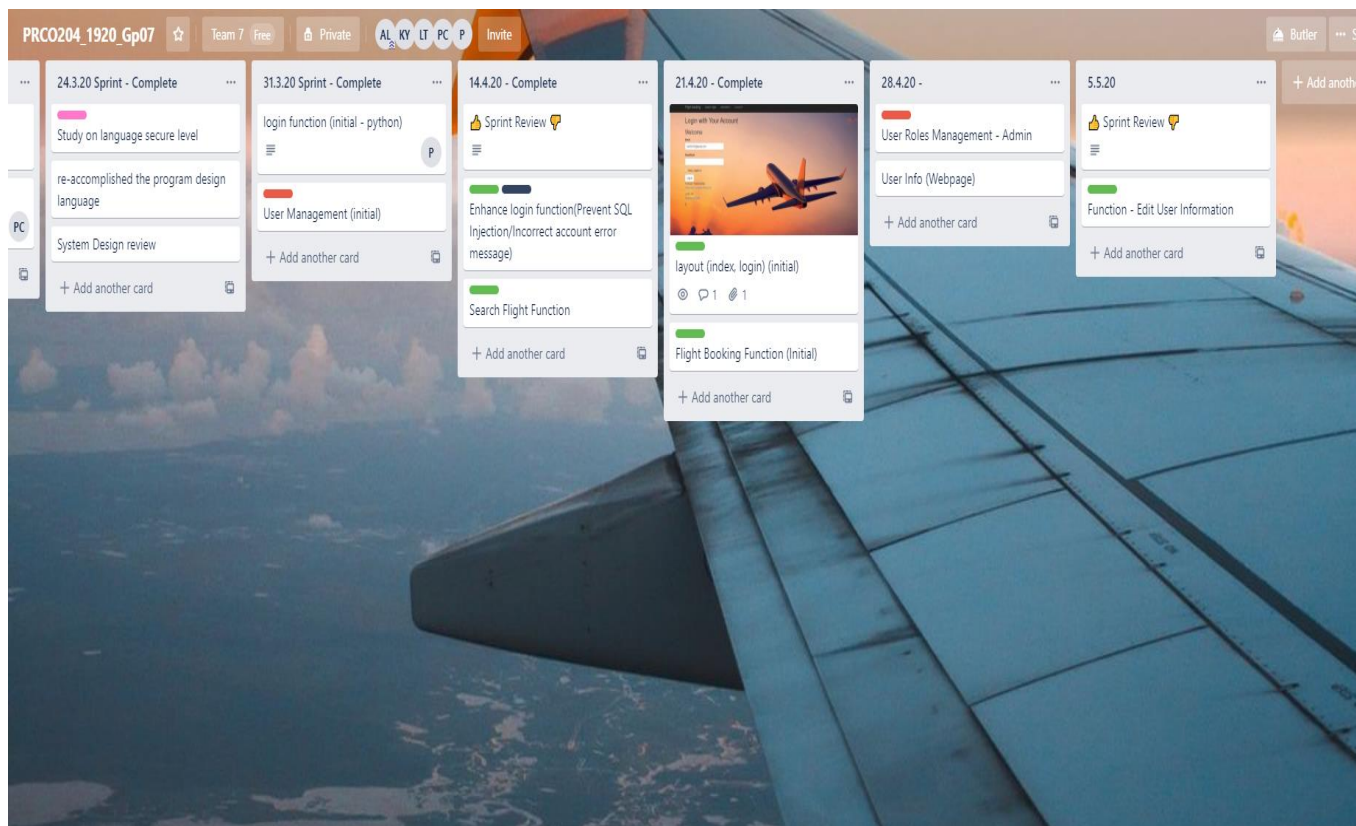 PRCO204_1920_Gp07
Team 7 Free
Private
AL KY LT PC P
Invite
Butler
PC
24.3.20 Sprint - Complete
Study on language secure level
re-accomplished the program design
language
System Design review
+ Add another card
31.3.20 Sprint - Complete
login function (initial - python)
P
User Management (initial)
+ Add another card
14.4.20 - Complete
Sprint Review
Enhance login function(Prevent SQL
Injection/Incorrect account error
message)
Search Flight Function
+ Add another card
21.4.20 - Complete
Login with Your Account
Welcome
layout (index, login) (initial)
1 1
Flight Booking Function (Initial)
+ Add another card
28.4.20 -
User Roles Management - Admin
User Info (Webpage)
+ Add another card
5.5.20
Sprint Review
Function - Edit User Information
+ Add another card
+ Add anothe